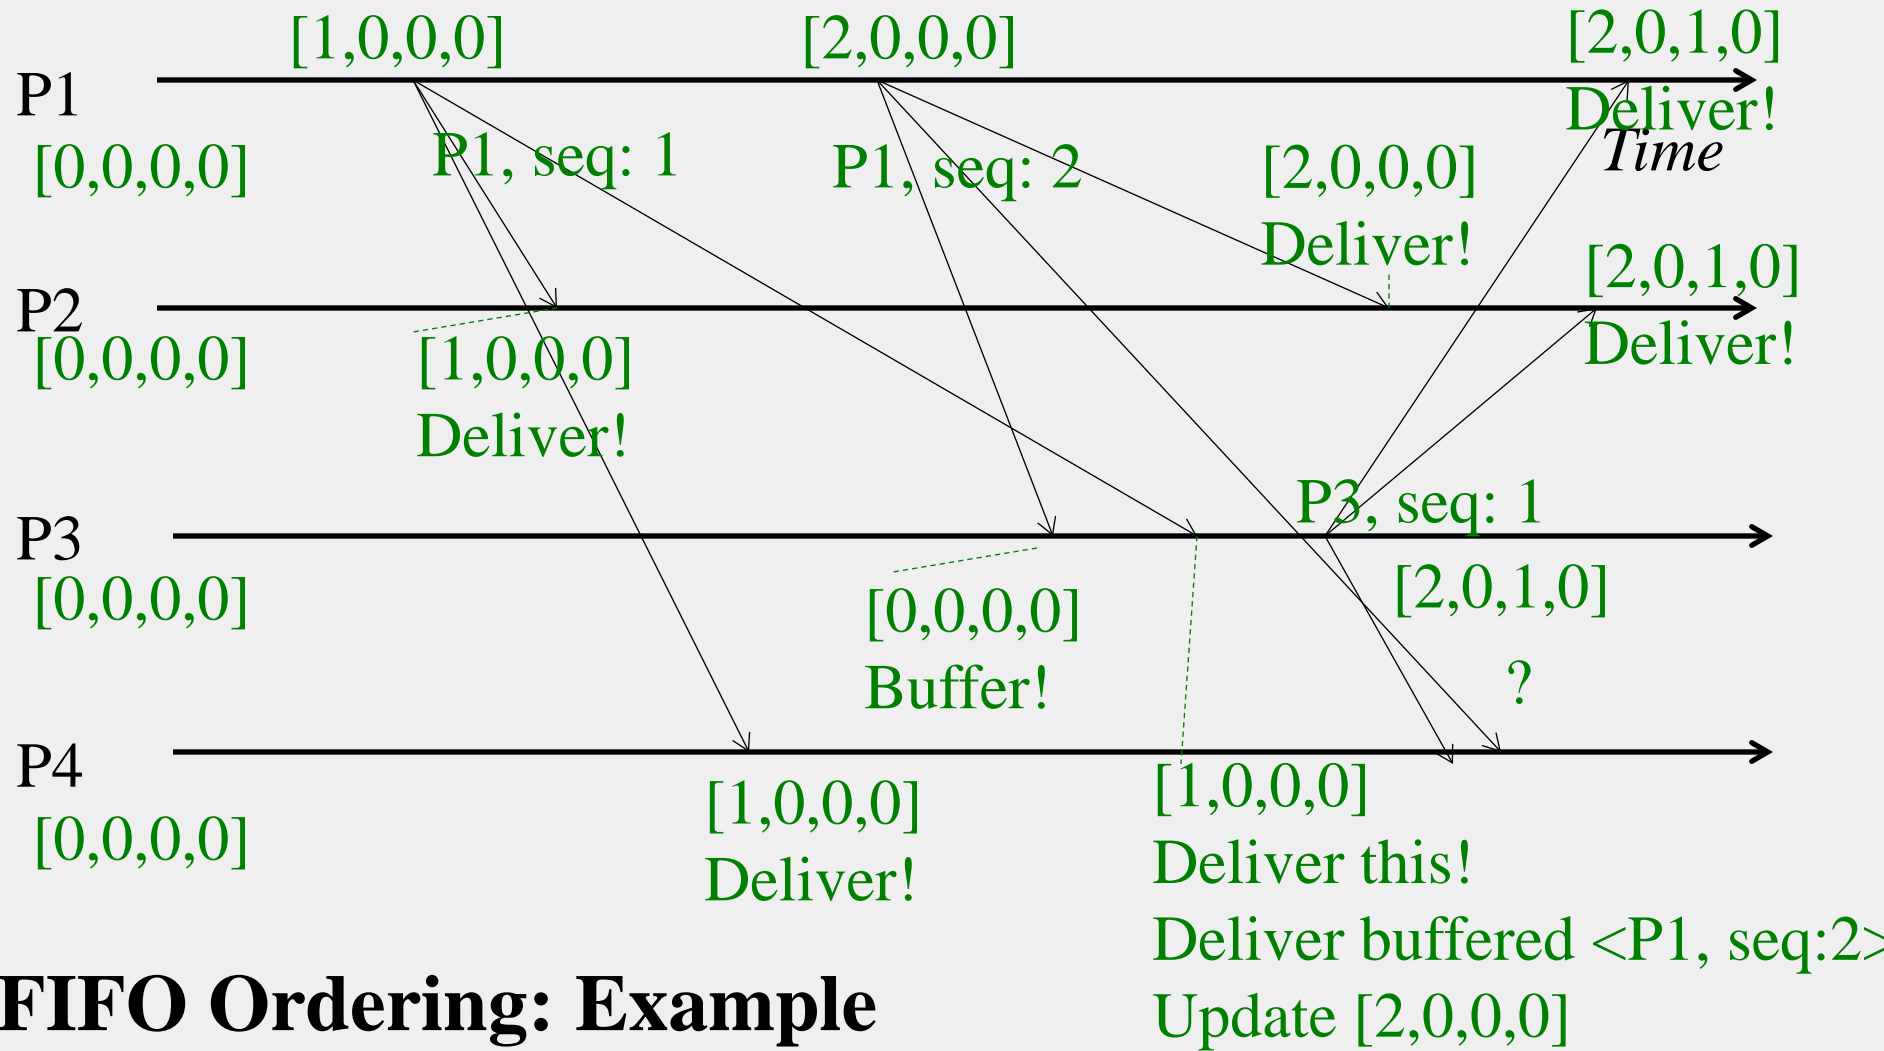 [1,0,0,0]
[2,0,0,0]
[2,0,1,0]
P1
Deliver!
Time
[0,0,0,0]
P1, seq: 1
P1, seq: 2
[2,0,0,0]
Deliver!
[2,0,1,0]
P2
Deliver!
[0,0,0,0]
[1,0,0,0]
Deliver!
P3, seq: 1
P3
[0,0,0,0]
[0,0,0,0]
Buffer!
[2,0,1,0]
?
P4
[0,0,0,0]
[1,0,0,0]
Deliver!
[1,0,0,0]
Deliver this!
Deliver buffered <P1, seq:2>
Update [2,0,0,0]
FIFO Ordering: Example